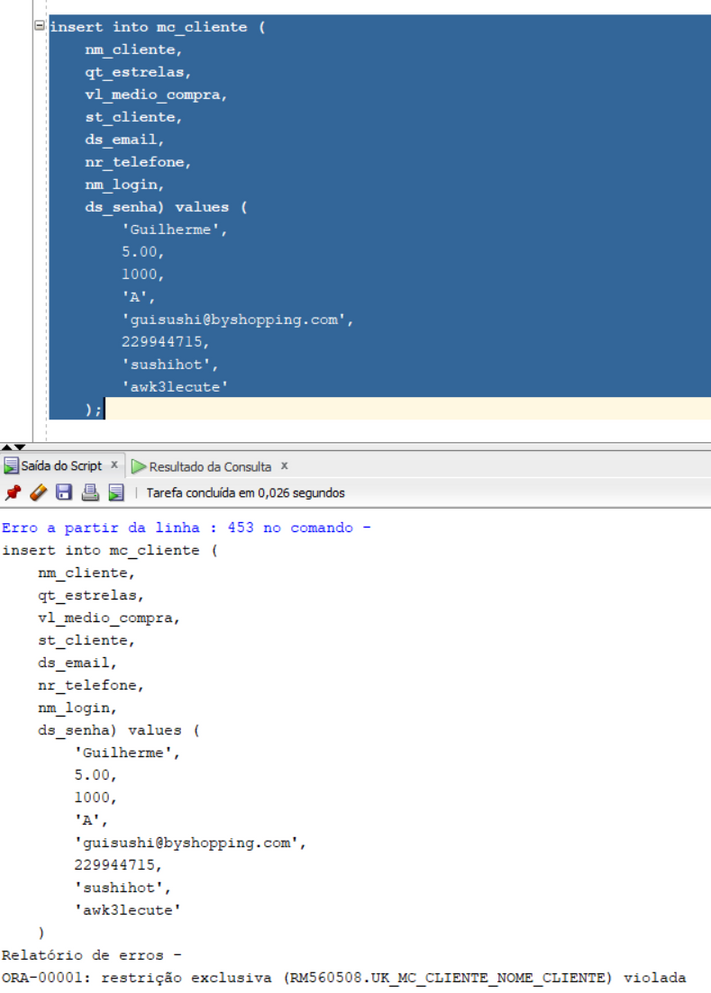 insert into mc_cliente (
nm_cliente,
qt_estrelas,
vl_medio_compra,
st_cliente,
ds_email,
nr_telefone,
nm_login,
ds_senha) values (
'Guilherme',
5.00,
1000,
'A',
'guisushi@byshopping.com',
229944715,
'sushihot',
'awk3lecute'
);
Saída do Script x Resultado da Consulta x
Tarefa concluída em 0,026 segundos
Erro a partir da linha : 453 no comando -
insert into mc_cliente (
nm_cliente,
qt_estrelas,
vl_medio_compra,
st_cliente,
ds_email,
nr_telefone,
nm_login,
ds_senha) values (
'Guilherme',
5.00,
1000,
'A',
'guisushi@byshopping.com',
229944715,
'sushihot',
'awk3lecute'
)
Relatório de erros -
ORA-00001: restrição exclusiva (RM560508.UK_MC_CLIENTE_NOME_CLIENTE) violada